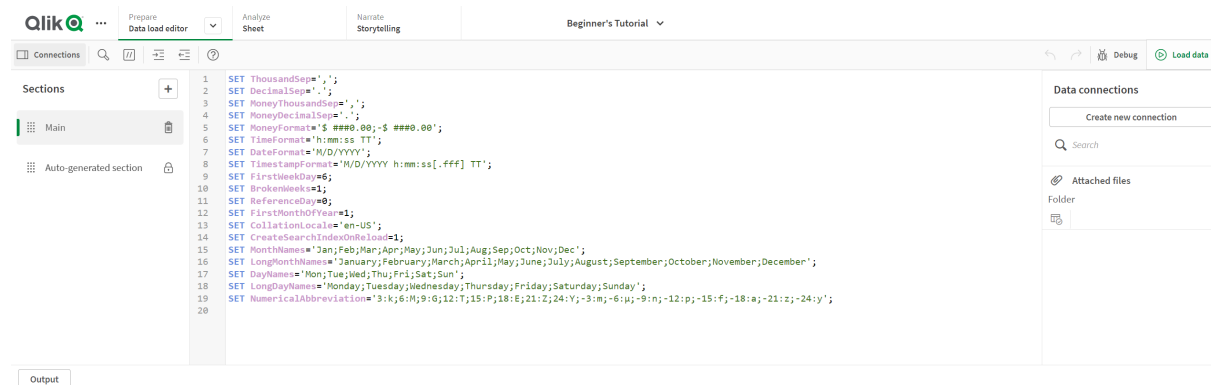 Qlik
...
Prepare
Data load editor
Analyze
Sheet
Narrate
Storytelling
Beginner's Tutorial
Connections
//
?
Debug
Load data
Sections
+
Main
Auto-generated section
1 SET ThousandSep=',';
2 SET DecimalSep='.';
3 SET MoneyThousandSep=',';
4 SET MoneyDecimalSep='.';
5 SET MoneyFormat='$ ###0.00;-$ ###0.00';
6 SET TimeFormat='h:mm:ss TT';
7 SET DateFormat='M/D/YYYY';
8 SET TimestampFormat='M/D/YYYY h:mm:ss[.fff] TT';
9 SET FirstWeekDay=6;
10 SET BrokenWeeks=1;
11 SET ReferenceDay=0;
12 SET FirstMonthOfYear=1;
13 SET CollationLocale='en-US';
14 SET CreateSearchIndexOnReload=1;
15 SET MonthNames='Jan;Feb;Mar;Apr;May;Jun;Jul;Aug;Sep;Oct;Nov;Dec';
16 SET LongMonthNames='January;February;March;April;May;June;July;August;September;October;November;December';
17 SET DayNames='Mon;Tue;Wed;Thu;Fri;Sat;Sun';
18 SET LongDayNames='Monday;Tuesday;Wednesday;Thursday;Friday;Saturday;Sunday';
19 SET NumericalAbbreviation='3:k;6:M;9:G;12:T;15:P;18:E;21:Z;24:Y;-3:m;-6:μ;-9:n;-12:p;-15:f;-18:a;-21:z;-24:y';
20
Data connections
Create new connection
Search
Attached files
Folder
Output